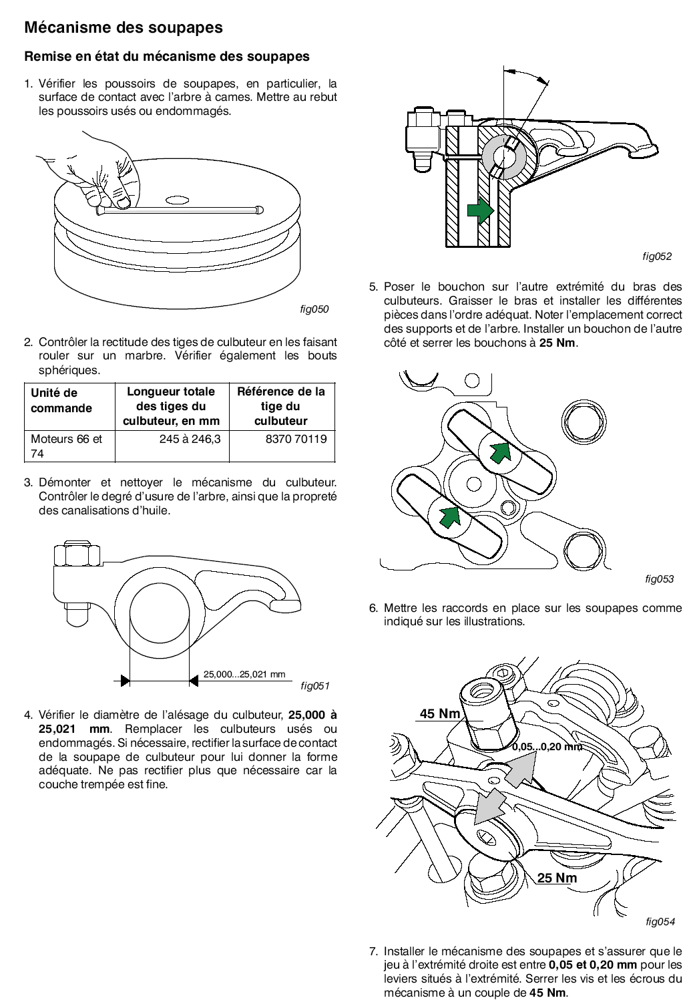 Mécanisme des soupapes
Remise en état du mécanisme des soupapes
1. Vérifier les poussoirs de soupapes, en particulier, la
surface de contact avec l'arbre à cames. Mettre au rebut
les poussoirs usés ou endommagés.
fig050
2. Contrôler la rectitude des tiges de culbuteur en les faisant
rouler sur un marbre. Vérifier également les bouts
sphériques.
Unité de
commande
Longueur totale
des tiges du
culbuteur, en mm
Référence de la
tige du
culbuteur
Moteurs 66 et
74
245 à 246,3
8370 70119
3. Démonter et nettoyer le mécanisme du culbuteur.
Contrôler le degré d'usure de l'arbre, ainsi que la propreté
des canalisations d'huile.
25,000...25,021 mm
fig051
4. Vérifier le diamètre de l'alésage du culbuteur, 25,000 à
25,021 mm. Remplacer les culbuteurs usés ou
endommagés. Si nécessaire, rectifier la surface de contact
de la soupape de culbuteur pour lui donner la forme
adéquate. Ne pas rectifier plus que nécessaire car la
couche trempée est fine.
fig052
5. Poser le bouchon sur l'autre extrémité du bras des
culbuteurs. Graisser le bras et installer les différentes
pièces dans l'ordre adéquat. Noter l'emplacement correct
des supports et de l'arbre. Installer un bouchon de l'autre
côté et serrer les bouchons à 25 Nm.
fig053
6. Mettre les raccords en place sur les soupapes comme
indiqué sur les illustrations.
45 Nm
0,05...0,20 mm
25 Nm
fig054
7. Installer le mécanisme des soupapes et s'assurer que le
jeu à l'extrémité droite est entre 0,05 et 0,20 mm pour les
leviers situés à l'extrémité. Serrer les vis et les écrous du
mécanisme à un couple de 45 Nm.